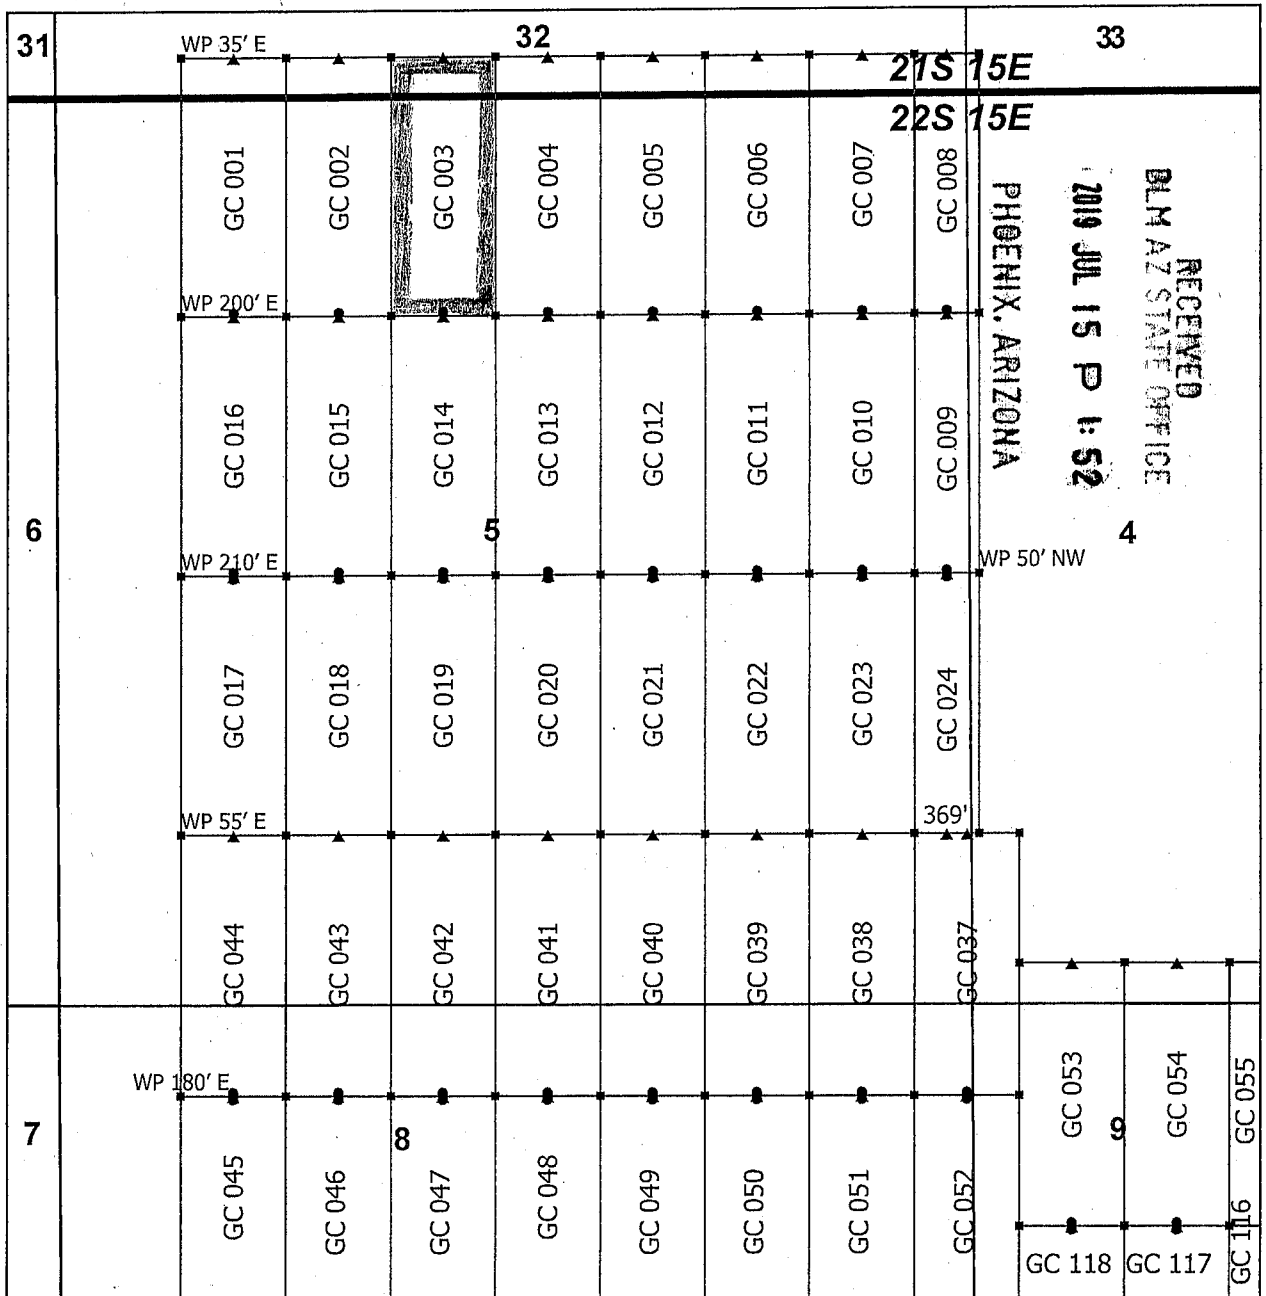 31
WP 35' E
32
33
21S 15E
22S 15E
GC 001
GC 002
GC 003
GC 004
GC 005
GC 006
GC 007
GC 008
RECEIVED
BLM AZ STATE OFFICE
2019 JUL 15 P 1:52
PHOENIX, ARIZONA
WP 200' E
GC 016
GC 015
GC 014
GC 013
GC 012
GC 011
GC 010
GC 009
6
5
4
WP 210' E
WP 50' NW
GC 017
GC 018
GC 019
GC 020
GC 021
GC 022
GC 023
GC 024
WP 55' E
369'
GC 044
GC 043
GC 042
GC 041
GC 040
GC 039
GC 038
GC 037
WP 180' E
GC 053
GC 054
GC 055
7
8
9
GC 045
GC 046
GC 047
GC 048
GC 049
GC 050
GC 051
GC 052
GC 118
GC 117
GC 116